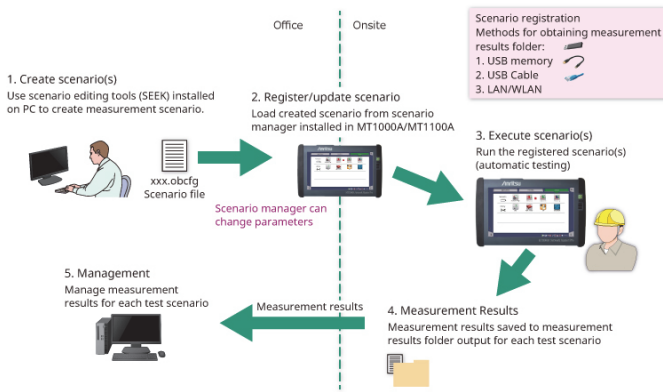 Office
Onsite
Scenario registration
Methods for obtaining measurement
results folder:
1. USB memory
2. USB Cable
3. LAN/WLAN
1. Create scenario(s)
Use scenario editing tools (SEEK) installed
on PC to create measurement scenario.
xxx.obcfg
Scenario file
2. Register/update scenario
Load created scenario from scenario
manager installed in MT1000A/MT1100A
Anritsu
Scenario manager can
change parameters
3. Execute scenario(s)
Run the registered scenario(s)
(automatic testing)
Anritsu
4. Measurement Results
Measurement results saved to measurement
results folder output for each test scenario
Measurement results
5. Management
Manage measurement
results for each test scenario